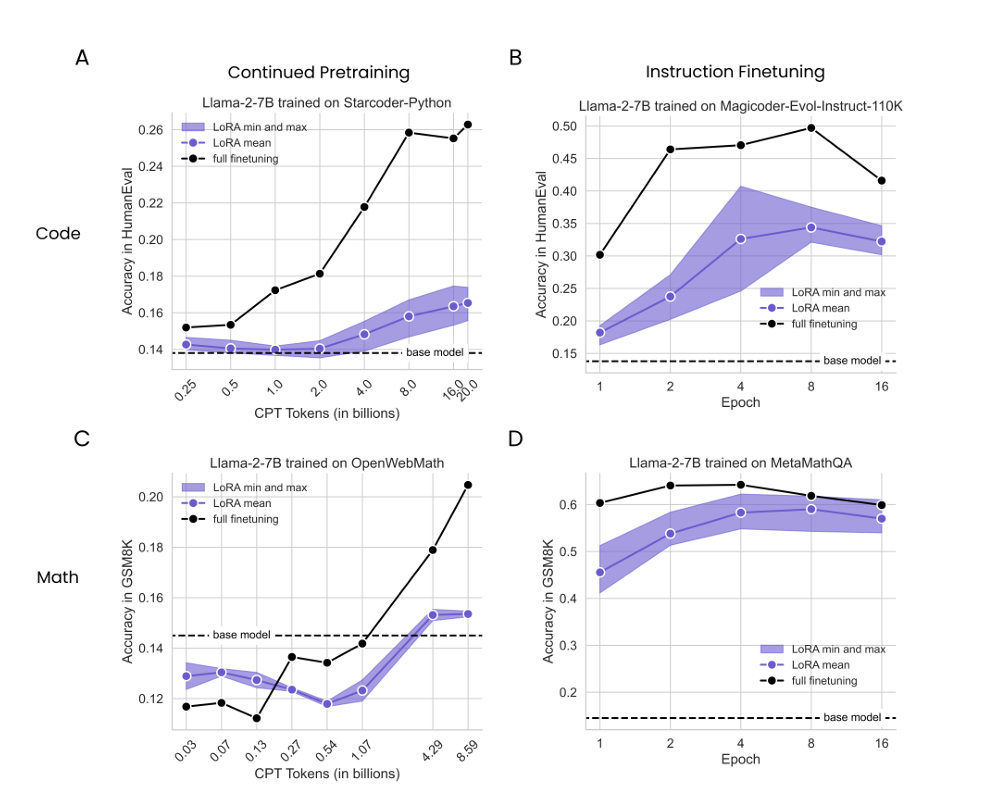 A
Continued Pretraining
Llama-2-7B trained on Starcoder-Python
LoRA min and max
LoRA mean
full finetuning
0.26
0.24
0.22
0.20
0.18
0.16
0.14
Accuracy in HumanEval
base model
0.25
0.5
1.0
2.0
4.0
8.0
16.0
20.0
CPT Tokens (in billions)
B
Instruction Finetuning
Llama-2-7B trained on Magicoder-Evol-Instruct-110K
0.50
0.45
0.40
0.35
0.30
0.25
0.20
0.15
Accuracy in HumanEval
LoRA min and max
LoRA mean
full finetuning
base model
1
2
4
8
16
Epoch
Code
C
Llama-2-7B trained on OpenWebMath
LoRA min and max
LoRA mean
full finetuning
0.20
0.18
0.16
0.14
0.12
Accuracy in GSM8K
base model
0.03
0.07
0.13
0.27
0.54
1.07
4.29
8.59
CPT Tokens (in billions)
D
Llama-2-7B trained on MetaMathQA
0.6
0.5
0.4
0.3
0.2
Accuracy in GSM8K
LoRA min and max
LoRA mean
full finetuning
base model
1
2
4
8
16
Epoch
Math